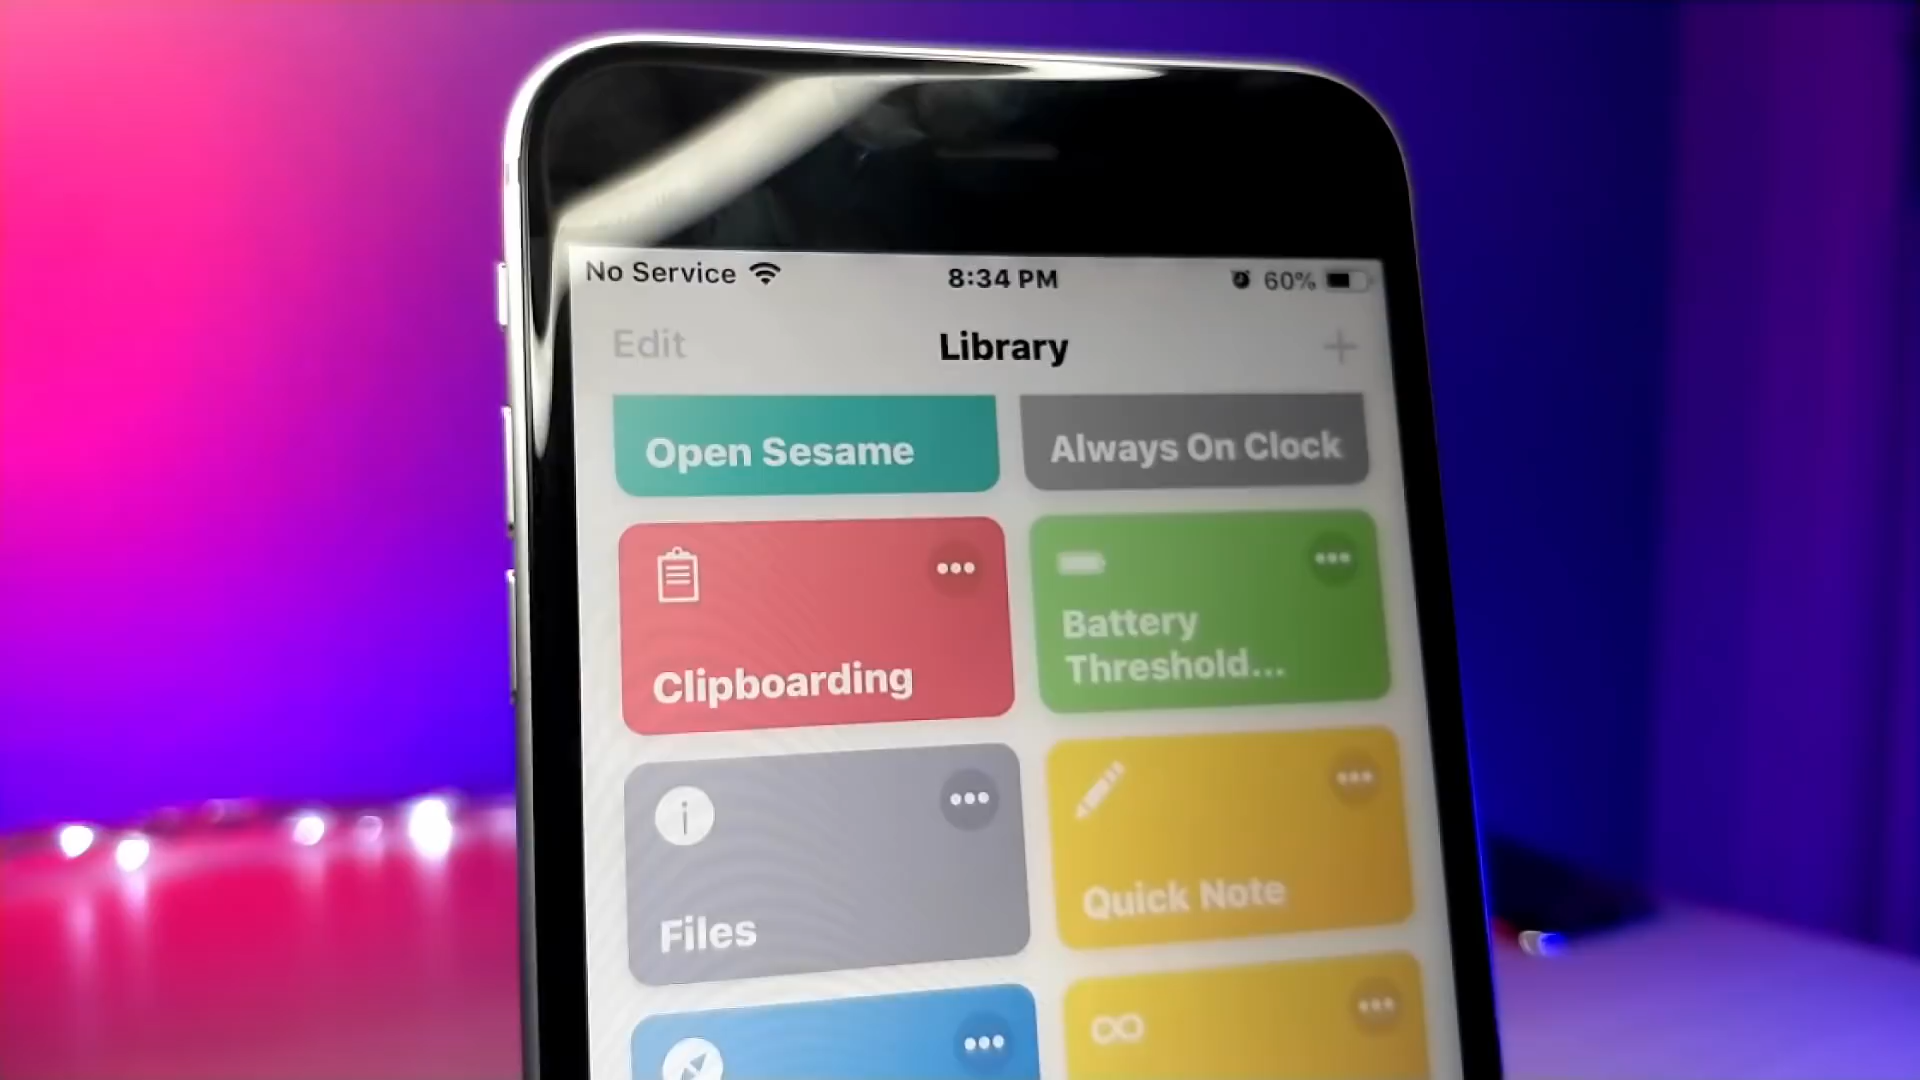 No Service
8:34 PM
60%
Edit
Library
Open Sesame
Always On Clock
Clipboarding
Battery
Threshold...
Files
Quick Note